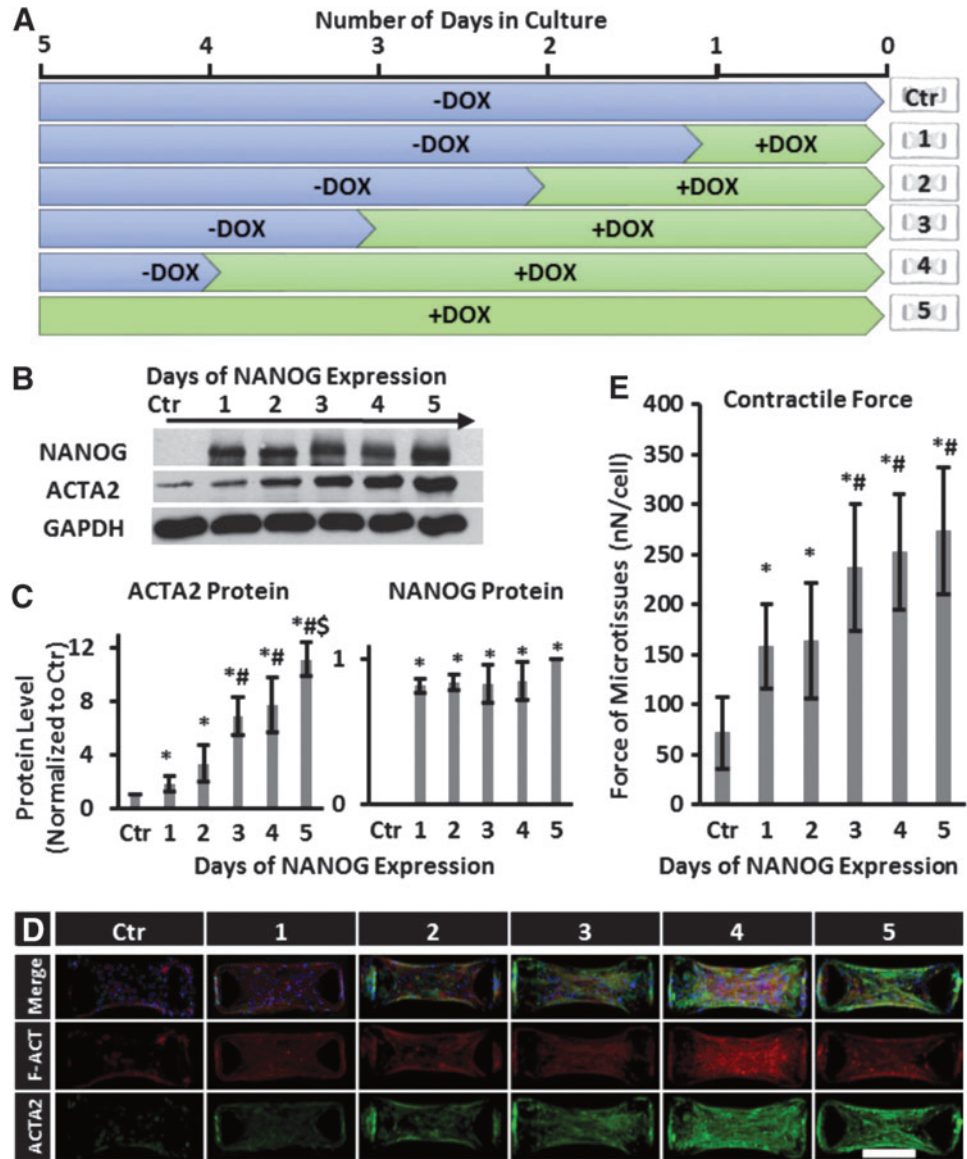 A
Number of Days in Culture
5 4 3 2 1 0
-DOX Ctr
-DOX +DOX 1
-DOX +DOX 2
-DOX +DOX 3
-DOX +DOX 4
+DOX 5
B
Days of NANOG Expression
Ctr 1 2 3 4 5
NANOG
ACTA2
GAPDH
C
ACTA2 Protein NANOG Protein
Protein Level
(Normalized to Ctr)
12
8
4
0
* * *# *# *#$
Ctr 1 2 3 4 5
1
0
* * * * *
Ctr 1 2 3 4 5
Days of NANOG Expression
E
Contractile Force
Force of Microtissues (nN/cell)
400
350
300
250
200
150
100
50
0
* * *# *# *#
Ctr 1 2 3 4 5
Days of NANOG Expression
D Ctr 1 2 3 4 5
Merge
F-ACT
ACTA2